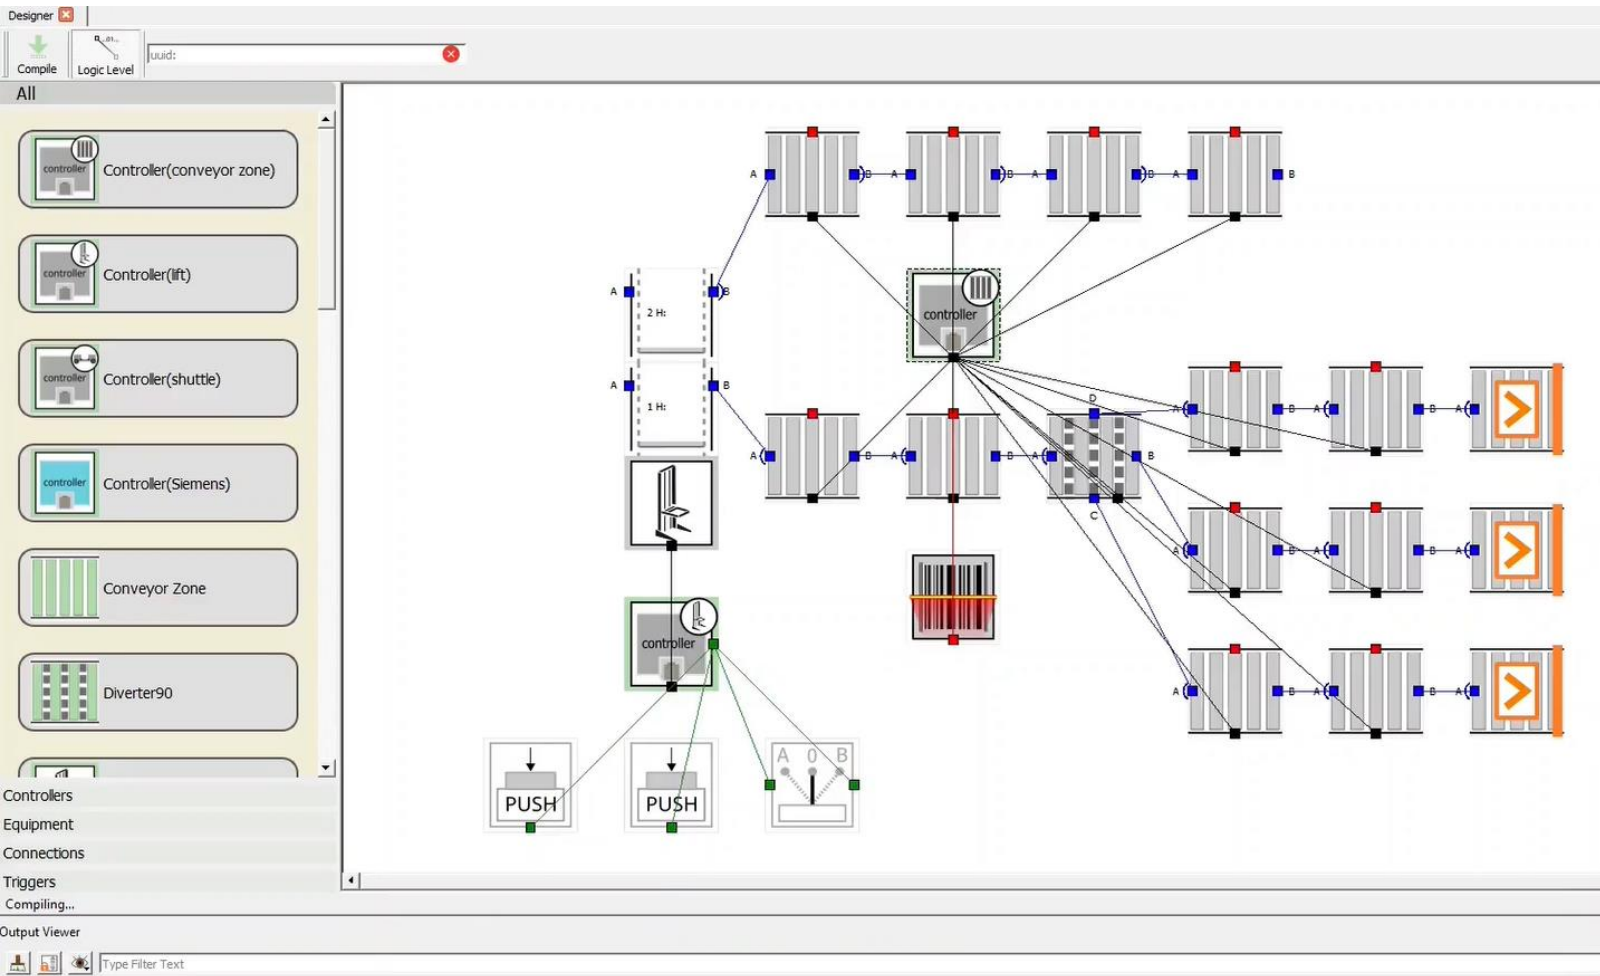 Designer
Compile
Logic Level
uuid:
All
Controller(conveyor zone)
controller
Controller(lift)
controller
Controller(shuttle)
controller
Controller(Siemens)
controller
Conveyor Zone
Diverter90
Controllers
Equipment
Connections
Triggers
Compiling...
Output Viewer
Type Filter Text
A B A B A B A B
A 2 H: B
controller
A 1 H: B
A B A B A D B C
A B A B A
A B A B A
A B A B A
controller
PUSH
PUSH
A 0 B